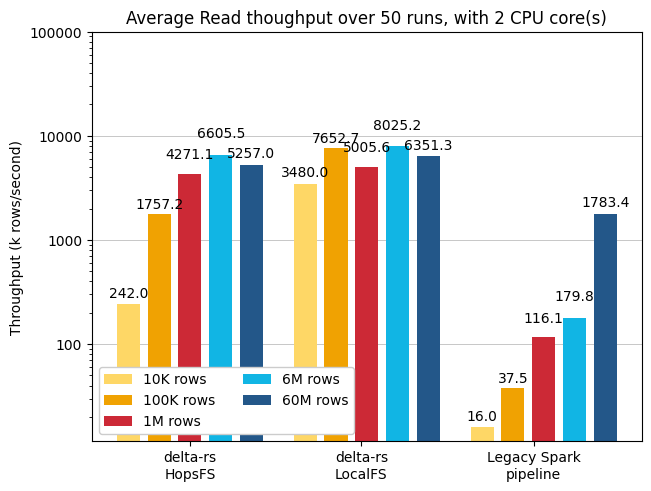 Average Read thoughput over 50 runs, with 2 CPU core(s)
Throughput (k rows/second)
100000
10000
1000
100
242.0
1757.2
4271.1
6605.5
5257.0
3480.0
7652.7
5005.6
8025.2
6351.3
16.0
37.5
116.1
179.8
1783.4
10K rows
100K rows
1M rows
6M rows
60M rows
delta-rs
HopsFS
delta-rs
LocalFS
Legacy Spark
pipeline